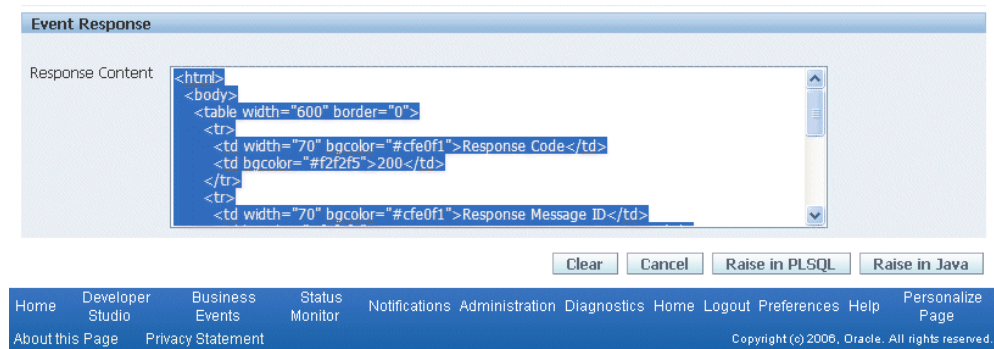 Event Response
Response Content
<html>
<body>
<table width="600" border="0">
<tr>
<td width="70" bgcolor="#cfe0f1">Response Code</td>
<td bgcolor="#f2f2f5">200</td>
</tr>
<tr>
<td width="70" bgcolor="#cfe0f1">Response Message ID</td>
Clear Cancel Raise in PLSQL Raise in Java
Home Developer Studio Business Events Status Monitor Notifications Administration Diagnostics Home Logout Preferences Help Personalize Page
About this Page Privacy Statement Copyright (c) 2006, Oracle. All rights reserved.